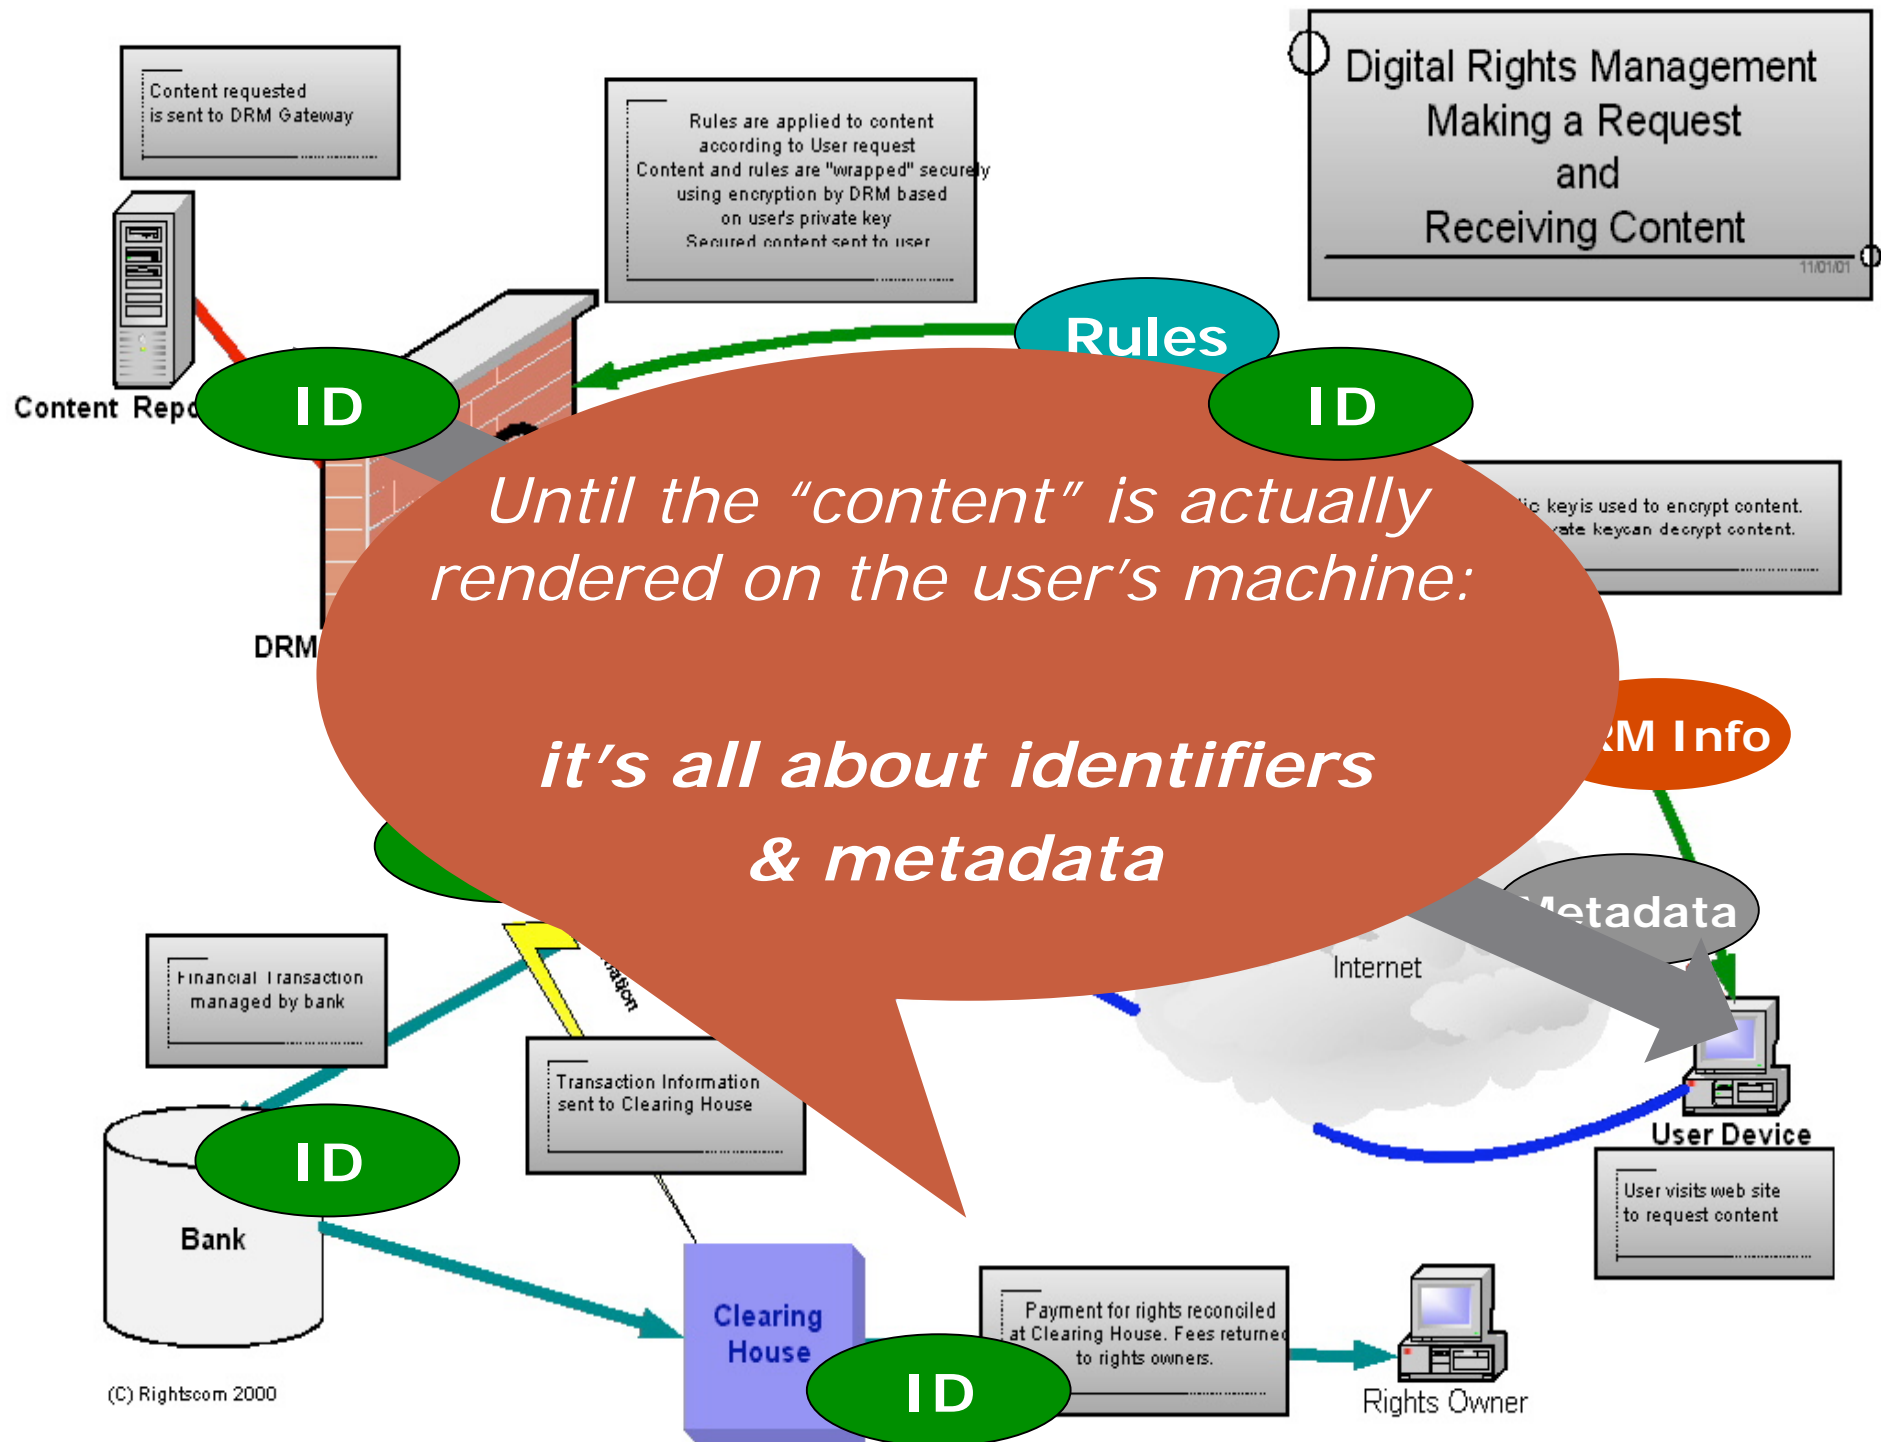 Content requested
is sent to DRM Gateway
Rules are applied to content
according to User request
Content and rules are "wrapped" securely
using encryption by DRM based
on user's private key
Secured content sent to user
Digital Rights Management
Making a Request
and
Receiving Content
11/01/01
Rules
ID
ID
Content
Until the “content” is actually
rendered on the user’s machine:
it’s all about identifiers
& metadata
key is used to encrypt content.
key can decrypt content.
DRM
Info
Metadata
Internet
Financial Transaction
managed by bank
Transaction Information
sent to Clearing House
User Device
User visits web site
to request content
ID
Bank
Clearing
House
ID
Payment for rights reconciled
at Clearing House. Fees returned
to rights owners.
Rights Owner
(C) Rightscom 2000